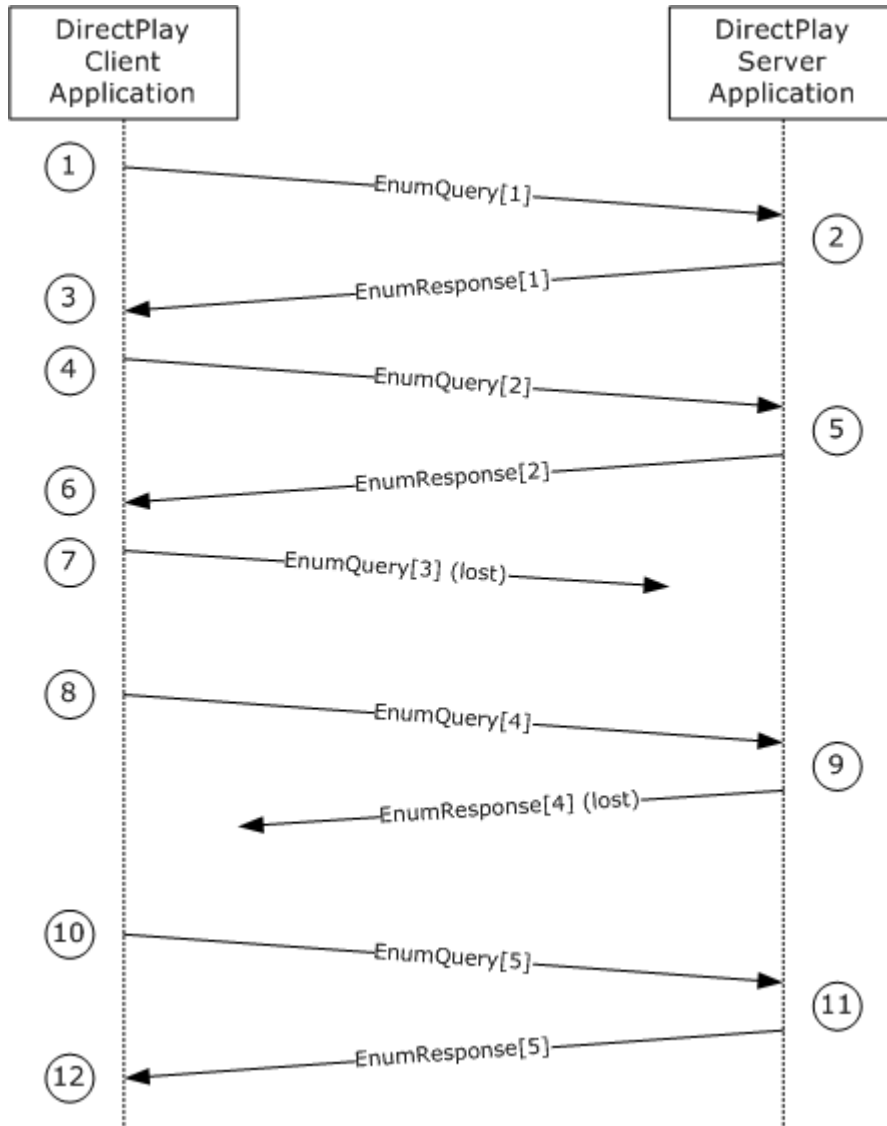 DirectPlay
Client
Application
DirectPlay
Server
Application
1
EnumQuery[1]
2
EnumResponse[1]
3
4
EnumQuery[2]
5
EnumResponse[2]
6
7
EnumQuery[3] (lost)
8
EnumQuery[4]
9
EnumResponse[4] (lost)
10
EnumQuery[5]
11
EnumResponse[5]
12